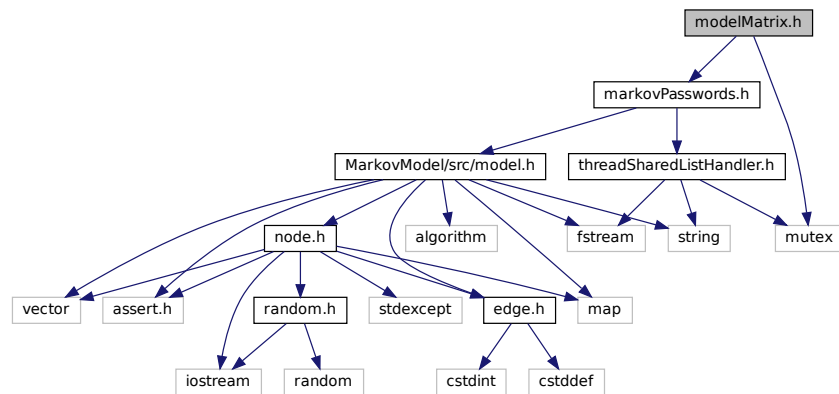 modelMatrix.h
markovPasswords.h
MarkovModel/src/model.h
threadSharedListHandler.h
node.h
algorithm
fstream
string
mutex
vector
assert.h
random.h
stdexcept
edge.h
map
iostream
random
cstdint
cstddef